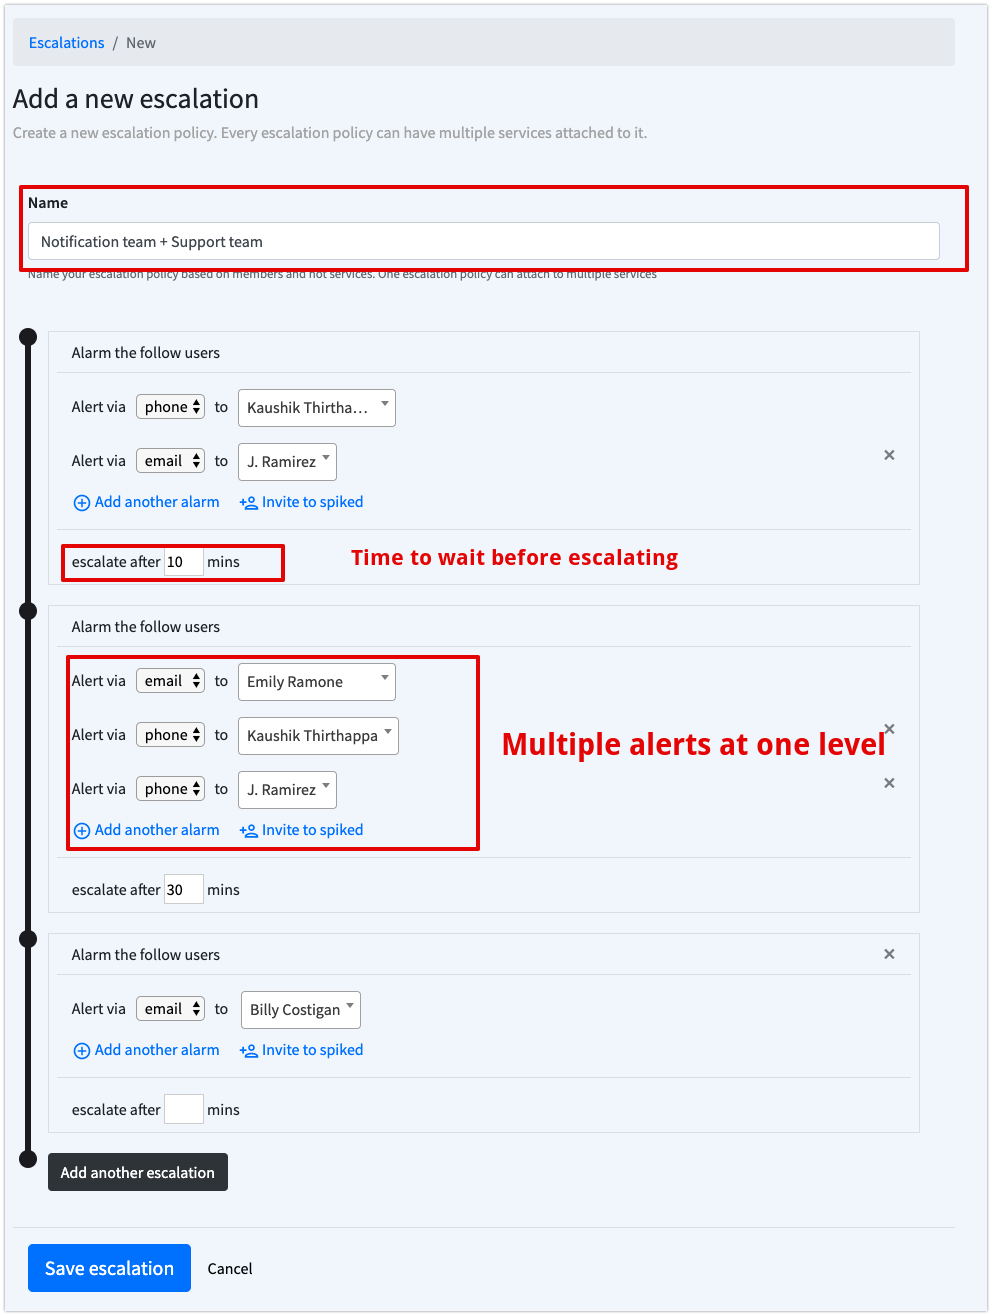 Escalations / New
Add a new escalation
Create a new escalation policy. Every escalation policy can have multiple services attached to it.
Name
Notification team + Support team
Name your escalation policy based on members and not services. One escalation policy can attach to multiple services
Alarm the follow users
Alert via phone to Kaushik Thirtha...
Alert via email to J. Ramirez
Add another alarm Invite to spiked
escalate after 10 mins Time to wait before escalating
Alarm the follow users
Alert via email to Emily Ramone
Alert via phone to Kaushik Thirthappa
Multiple alerts at one level
Alert via phone to J. Ramirez
Add another alarm Invite to spiked
escalate after 30 mins
Alarm the follow users
Alert via email to Billy Costigan
Add another alarm Invite to spiked
escalate after mins
Add another escalation
Save escalation Cancel